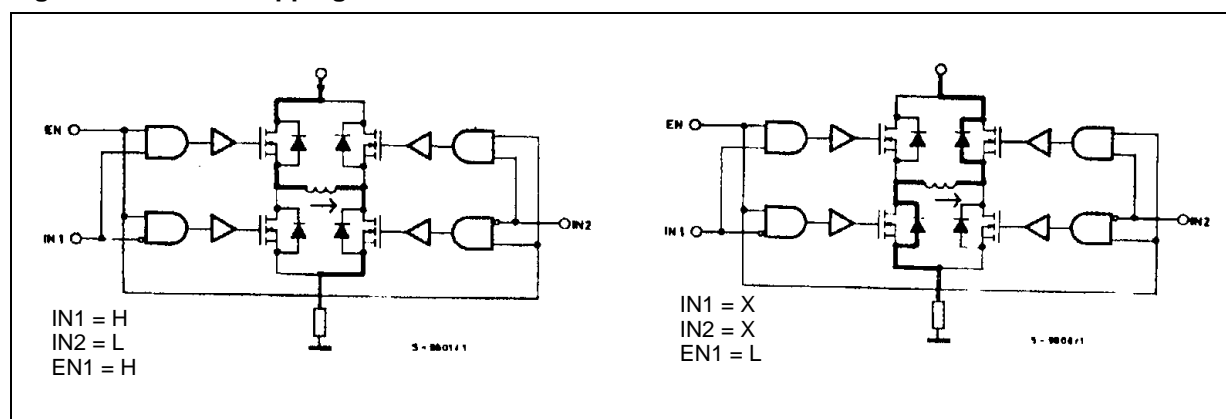 EN
IN1
IN2
IN1 = H
IN2 = L
EN1 = H
EN
IN1
IN2
IN1 = X
IN2 = X
EN1 = L